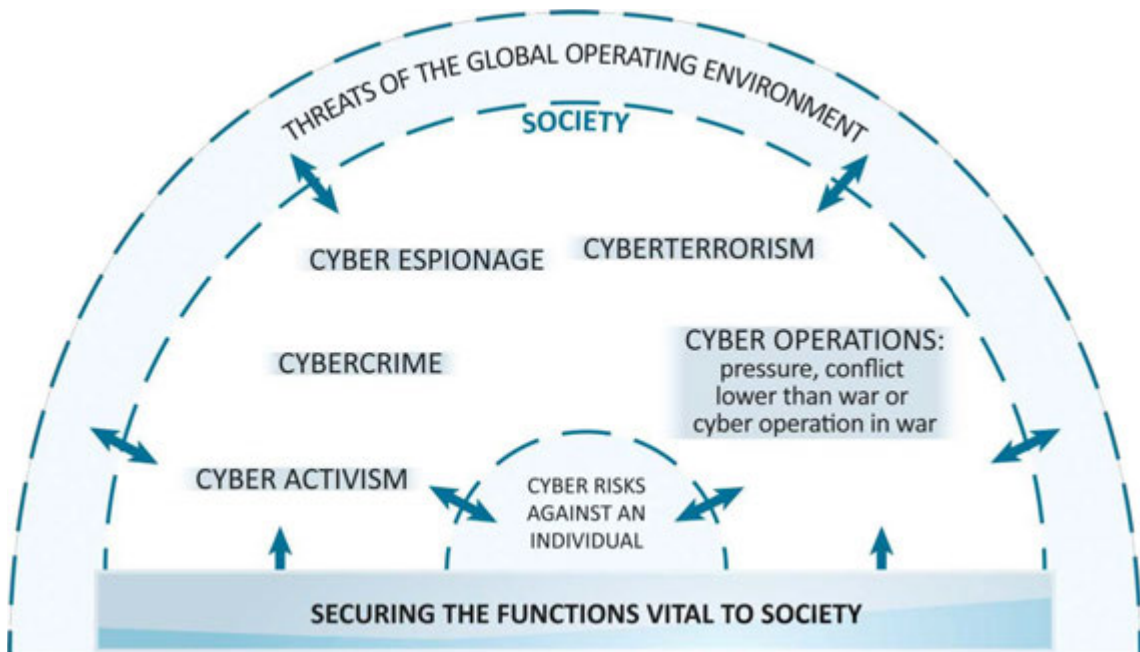 THREATS OF THE GLOBAL OPERATING ENVIRONMENT
SOCIETY
CYBER ESPIONAGE
CYBERTERRORISM
CYBERCRIME
CYBER OPERATIONS:
pressure, conflict
lower than war or
cyber operation in war
CYBER ACTIVISM
CYBER RISKS
AGAINST AN
INDIVIDUAL
SECURING THE FUNCTIONS VITAL TO SOCIETY